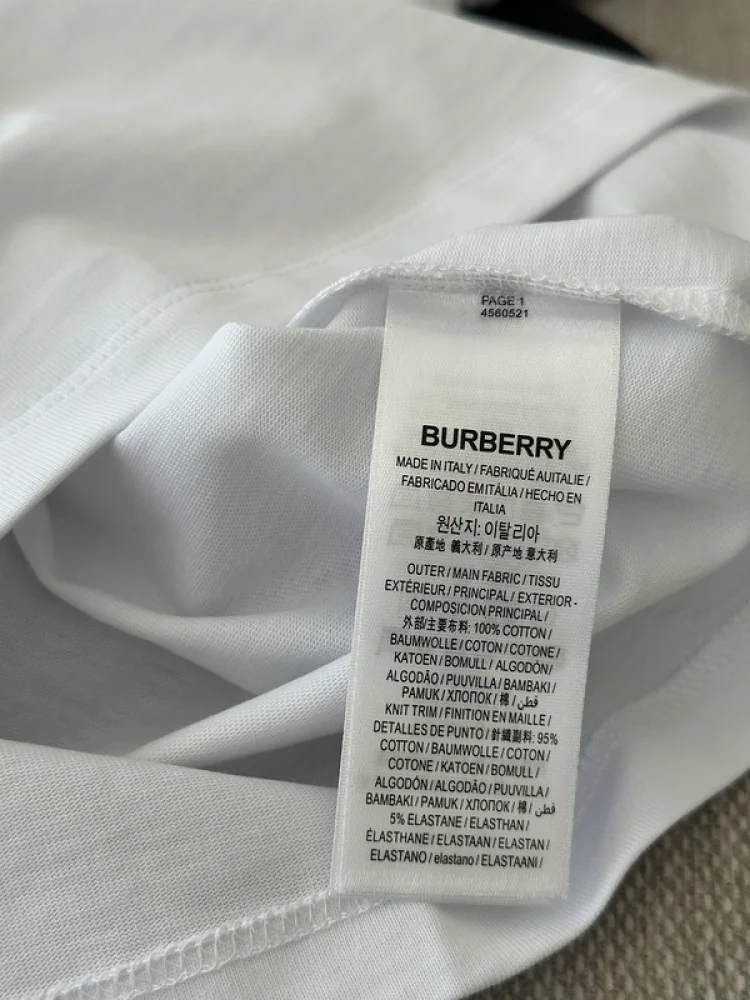 PAGE 1
4560521
BURBERRY
MADE IN ITALY / FABRIQUÉ AUITALIE /
FABRICADO EM ITÁLIA / HECHO EN
ITALIA
원산지: 이탈리아
原產地 義大利 / 原产地 意大利
OUTER / MAIN FABRIC / TISSU
EXTÉRIEUR / PRINCIPAL / EXTERIOR -
COMPOSICION PRINCIPAL /
外部/主要布料: 100% COTTON /
BAUMWOLLE / COTON / COTONE /
KATOEN / BOMULL / ALGODÓN /
ALGODÃO / PUUVILLA / BAMBAKI /
PAMUK / ХЛОПОК / 棉 / قطن
KNIT TRIM / FINITION EN MAILLE /
DETALLES DE PUNTO / 針織副料: 95%
COTTON / BAUMWOLLE / COTON /
COTONE / KATOEN / BOMULL /
ALGODÓN / ALGODÃO / PUUVILLA /
BAMBAKI / PAMUK / ХЛОПОК / 棉 / قطن
5% ELASTANE / ELASTHAN /
ÉLASTHANE / ELASTAAN / ELASTAN /
ELASTANO / elastano / ELASTAANI /